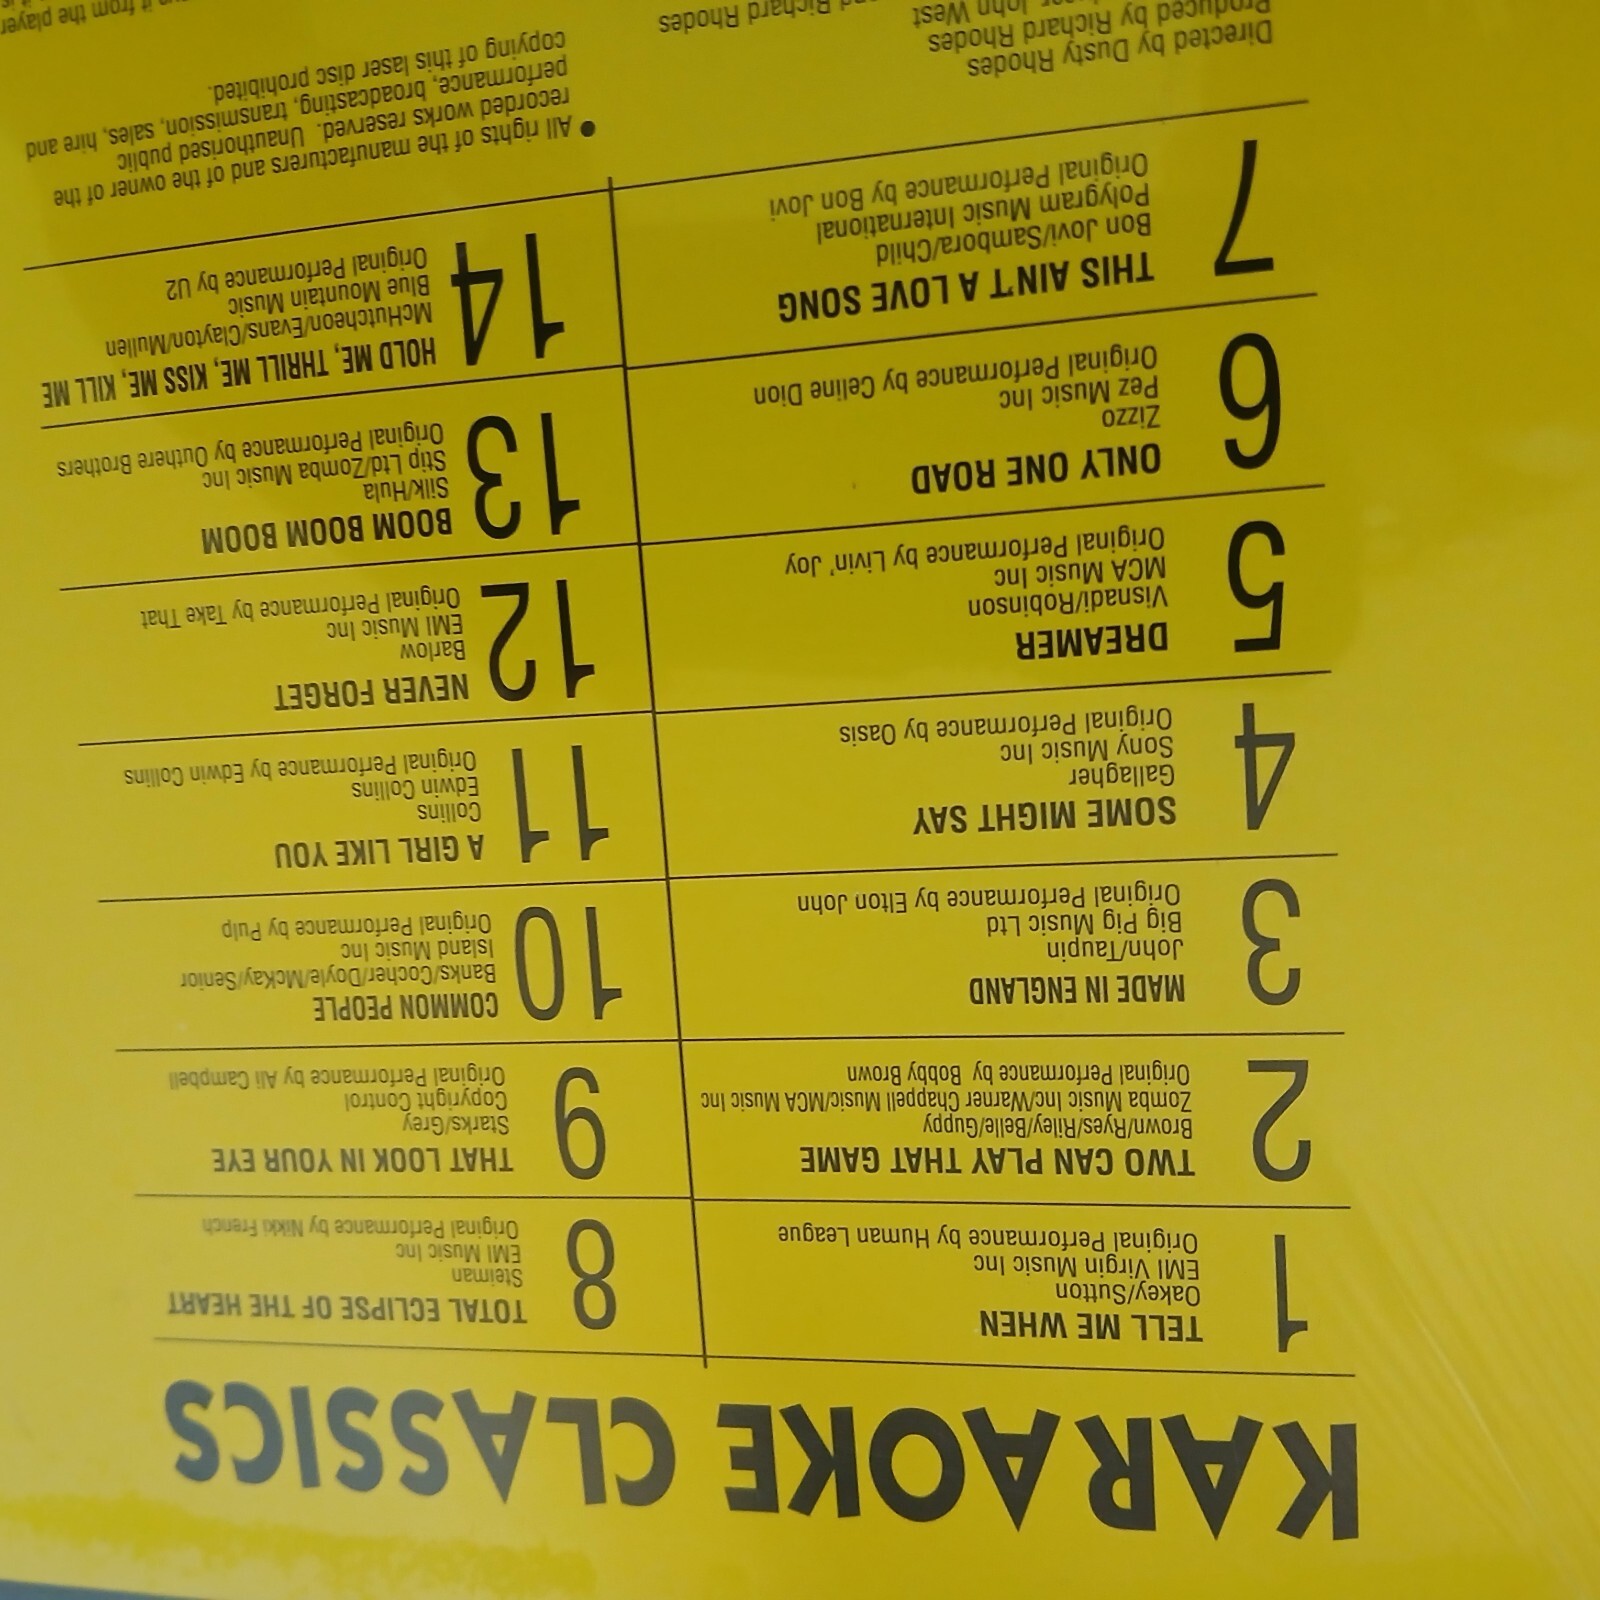 KARAOKE CLASSICS
1
TELL ME WHEN
Oakey/Sutton
EMI Virgin Music Inc
Original Performance by Human League
2
TWO CAN PLAY THAT GAME
Brown/Ryes/Riley/Belle/Guppy
Zomba Music Inc/Warner Chappell Music/MCA Music Inc
Original Performance by Bobby Brown
3
MADE IN ENGLAND
John/Taupin
Big Pig Music Ltd
Original Performance by Elton John
4
SOME MIGHT SAY
Gallagher
Sony Music Inc
Original Performance by Oasis
5
DREAMER
Visnadi/Robinson
MCA Music Inc
Original Performance by Livin' Joy
6
ONLY ONE ROAD
Zizzo
Pez Music Inc
Original Performance by Celine Dion
7
THIS AIN'T A LOVE SONG
Bon Jovi/Sambora/Child
Polygram Music International
Original Performance by Bon Jovi
8
TOTAL ECLIPSE OF THE HEART
Steiman
EMI Music Inc
Original Performance by Nikki French
9
THAT LOOK IN YOUR EYE
Starks/Grey
Copyright Control
Original Performance by Ali Campbell
10
COMMON PEOPLE
Banks/Cocher/Doyle/McKay/Senior
Island Music Inc
Original Performance by Pulp
11
A GIRL LIKE YOU
Collins
Edwin Collins
Original Performance by Edwin Collins
12
NEVER FORGET
Barlow
EMI Music Inc
Original Performance by Take That
13
BOOM BOOM BOOM
Silk/Hula
Stip Ltd/Zomba Music Inc
Original Performance by Outhere Brothers
14
HOLD ME, THRILL ME, KISS ME, KILL ME
McHutcheon/Evans/Clayton/Mullen
Blue Mountain Music
Original Performance by U2
Directed by Dusty Rhodes
Produced by Richard Rhodes
John West
Richard Rhodes
• All rights of the manufacturers and of the owner of the
recorded works reserved. Unauthorised public
performance, broadcasting, transmission, sales, hire and
copying of this laser disc prohibited.
it from the player